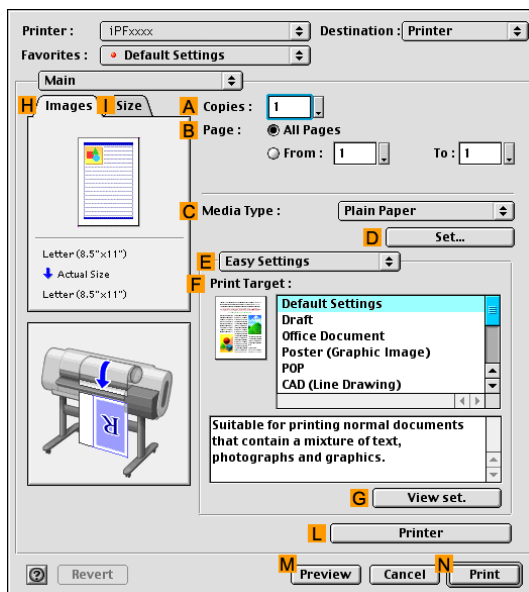 Printer : iPFxxxx Destination : Printer
Favorites : Default Settings
Main
H Images I Size
A Copies : 1
B Page : All Pages
From : 1 To : 1
C Media Type : Plain Paper
D Set...
Letter (8.5"x11")
Actual Size
Letter (8.5"x11")
E Easy Settings
F Print Target :
Default Settings
Draft
Office Document
Poster (Graphic Image)
POP
CAD (Line Drawing)
R
Suitable for printing normal documents
that contain a mixture of text,
photographs and graphics.
G View set.
L Printer
? Revert M Preview Cancel N Print